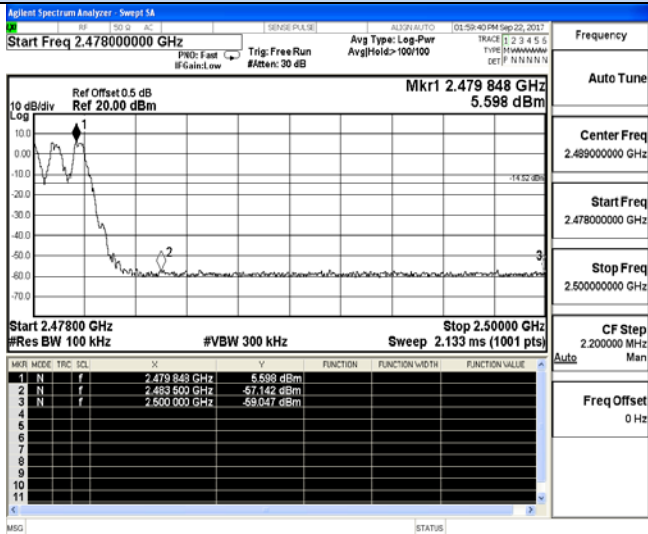 Agilent Spectrum Analyzer - Swept SA
RF 50 Ω AC SENSE:PULSE ALIGN AUTO 01:59:40 PM Sep 22, 2017
Start Freq 2.478000000 GHz
PNO: Fast
IFGain:Low
Trig: Free Run
#Atten: 30 dB
Avg Type: Log-Pwr
Avg|Hold:>100/100
TRACE 1 2 3 4 5 6
TYPE MWWWWW
DET P N N N N N
Frequency
Auto Tune
Center Freq
2.489000000 GHz
Start Freq
2.478000000 GHz
Stop Freq
2.500000000 GHz
CF Step
2.200000 MHz
Auto Man
Freq Offset
0 Hz
Ref Offset 0.5 dB
10 dB/div Ref 20.00 dBm
Log
Mkr1 2.479 848 GHz
5.598 dBm
10.0
0.00
-10.0
-20.0
-30.0
-40.0
-50.0
-60.0
-70.0
1
2
3
-14.52 dBm
Start 2.47800 GHz Stop 2.50000 GHz
#Res BW 100 kHz #VBW 300 kHz Sweep 2.133 ms (1001 pts)
MKR MODE TRC SCL X Y FUNCTION FUNCTION WIDTH FUNCTION VALUE
1 N f 2.479 848 GHz 5.598 dBm
2 N f 2.483 500 GHz -57.142 dBm
3 N f 2.500 000 GHz -59.047 dBm
4
5
6
7
8
9
10
11
MSG STATUS